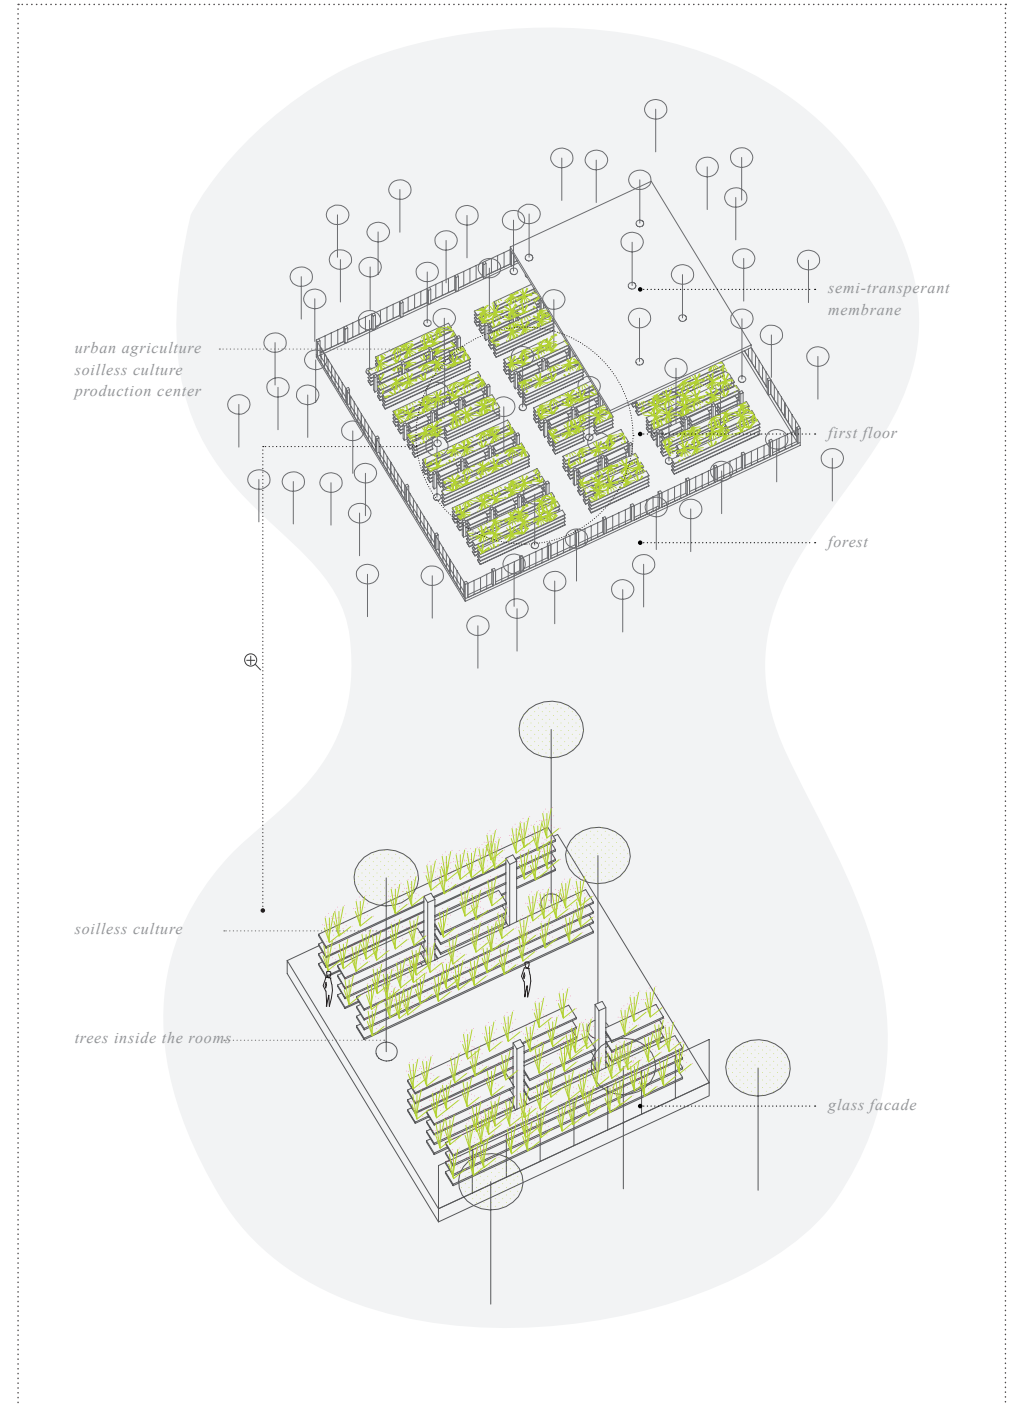 semi-transperant
membrane
urban agriculture
soilless culture
production center
first floor
forest
soilless culture
trees inside the rooms
glass facade